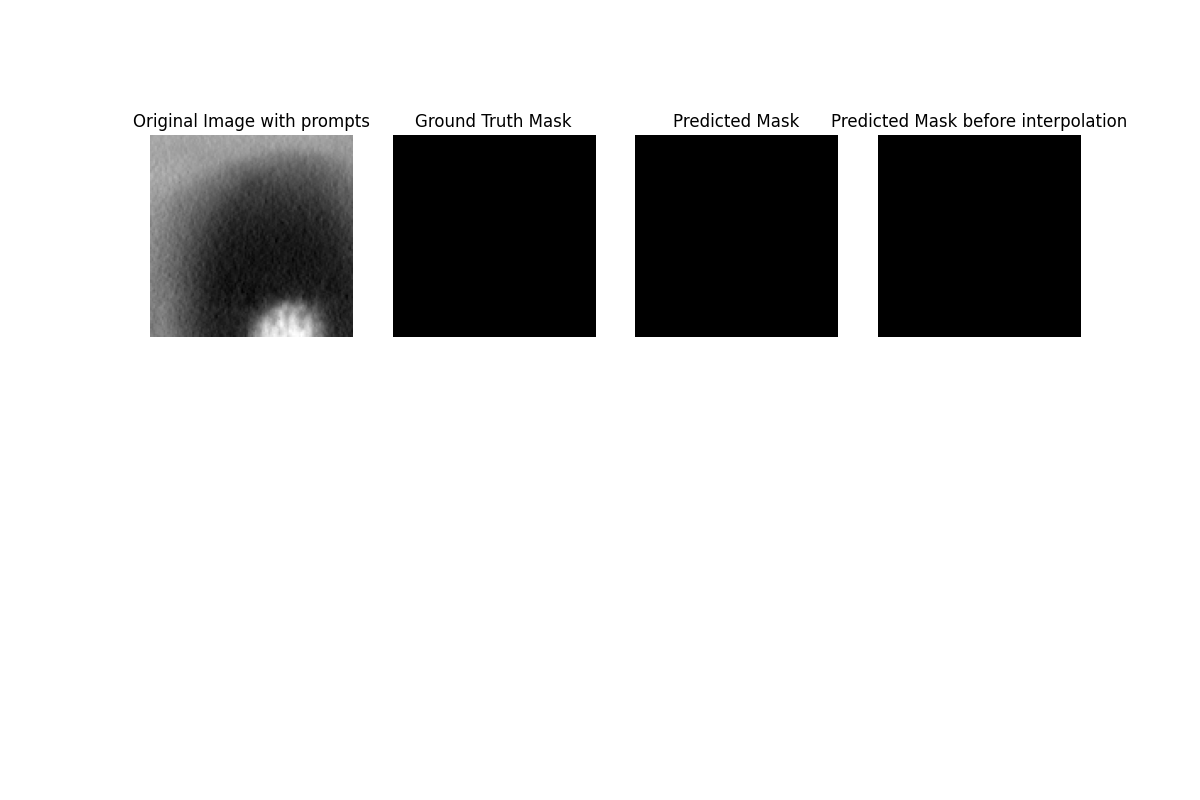 Original Image with prompts
Ground Truth Mask
Predicted Mask
Predicted Mask before interpolation